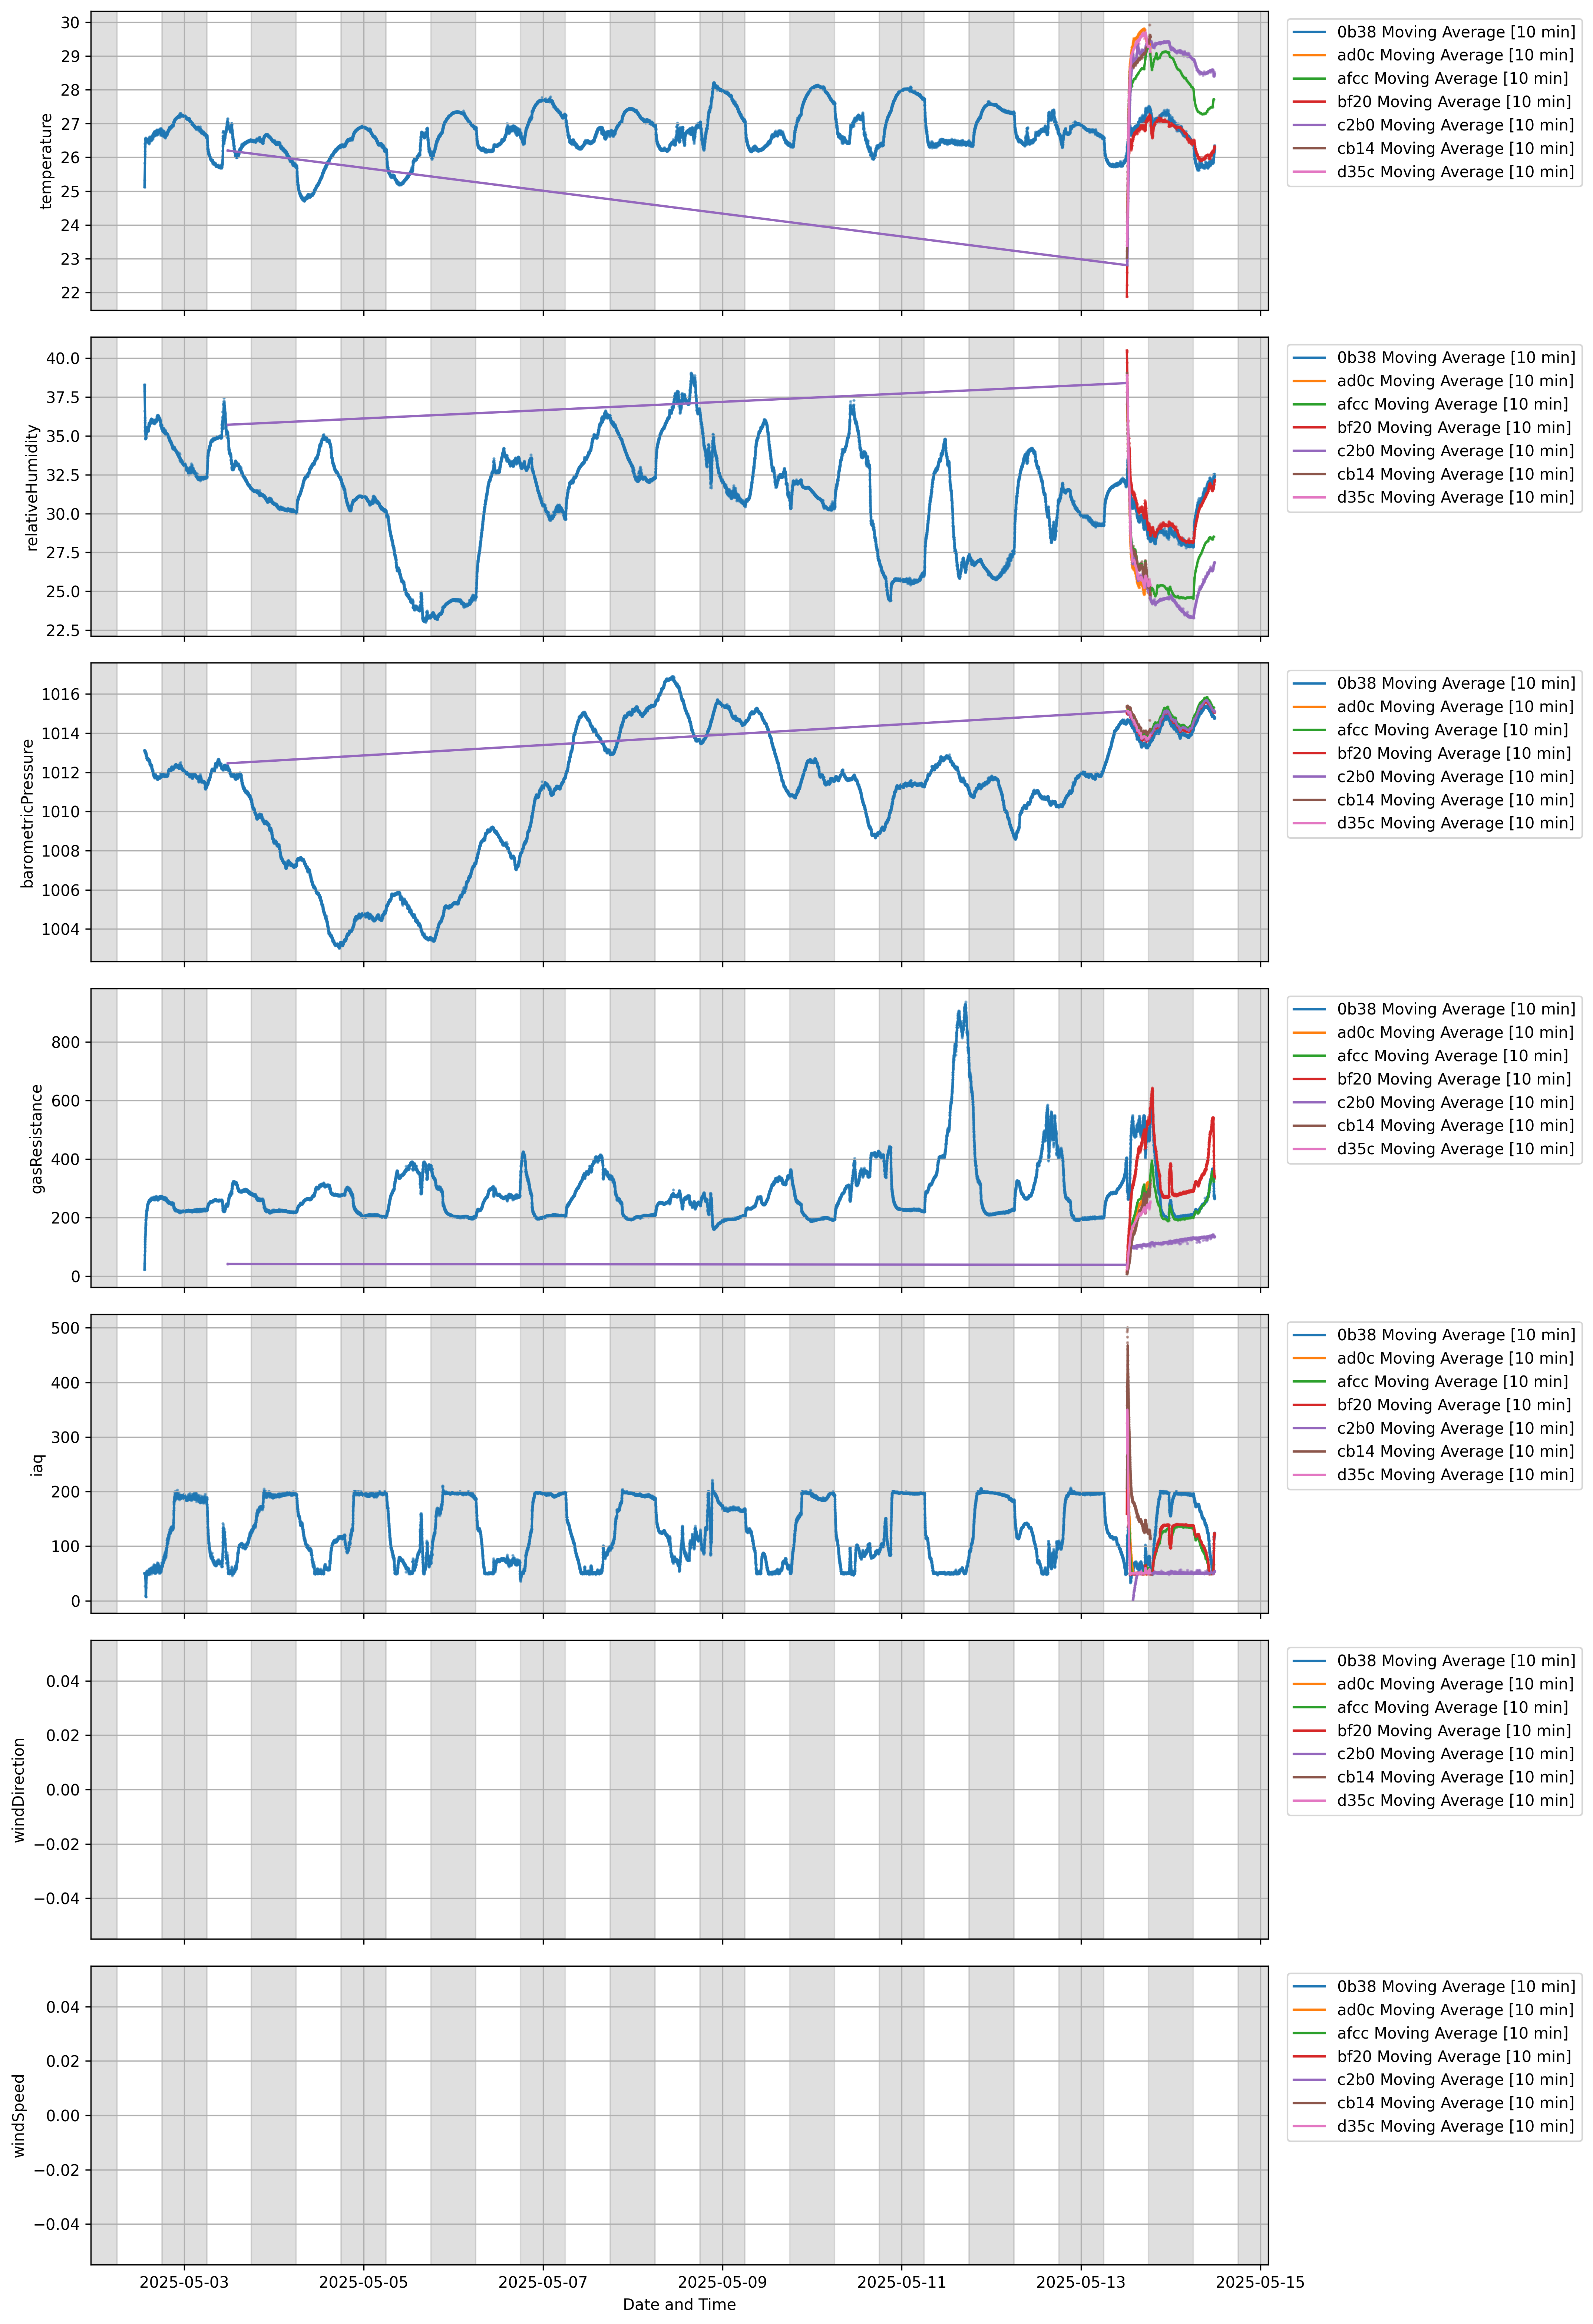 30
29
28
27
26
25
24
23
22
temperature
0b38 Moving Average [10 min]
ad0c Moving Average [10 min]
afcc Moving Average [10 min]
bf20 Moving Average [10 min]
c2b0 Moving Average [10 min]
cb14 Moving Average [10 min]
d35c Moving Average [10 min]
40.0
37.5
35.0
32.5
30.0
27.5
25.0
22.5
relativeHumidity
0b38 Moving Average [10 min]
ad0c Moving Average [10 min]
afcc Moving Average [10 min]
bf20 Moving Average [10 min]
c2b0 Moving Average [10 min]
cb14 Moving Average [10 min]
d35c Moving Average [10 min]
1016
1014
1012
1010
1008
1006
1004
barometricPressure
0b38 Moving Average [10 min]
ad0c Moving Average [10 min]
afcc Moving Average [10 min]
bf20 Moving Average [10 min]
c2b0 Moving Average [10 min]
cb14 Moving Average [10 min]
d35c Moving Average [10 min]
800
600
400
200
0
gasResistance
0b38 Moving Average [10 min]
ad0c Moving Average [10 min]
afcc Moving Average [10 min]
bf20 Moving Average [10 min]
c2b0 Moving Average [10 min]
cb14 Moving Average [10 min]
d35c Moving Average [10 min]
500
400
300
200
100
0
iaq
0b38 Moving Average [10 min]
ad0c Moving Average [10 min]
afcc Moving Average [10 min]
bf20 Moving Average [10 min]
c2b0 Moving Average [10 min]
cb14 Moving Average [10 min]
d35c Moving Average [10 min]
0.04
0.02
0.00
−0.02
−0.04
windDirection
0b38 Moving Average [10 min]
ad0c Moving Average [10 min]
afcc Moving Average [10 min]
bf20 Moving Average [10 min]
c2b0 Moving Average [10 min]
cb14 Moving Average [10 min]
d35c Moving Average [10 min]
0.04
0.02
0.00
−0.02
−0.04
windSpeed
0b38 Moving Average [10 min]
ad0c Moving Average [10 min]
afcc Moving Average [10 min]
bf20 Moving Average [10 min]
c2b0 Moving Average [10 min]
cb14 Moving Average [10 min]
d35c Moving Average [10 min]
2025-05-03 2025-05-05 2025-05-07 2025-05-09 2025-05-11 2025-05-13 2025-05-15
Date and Time